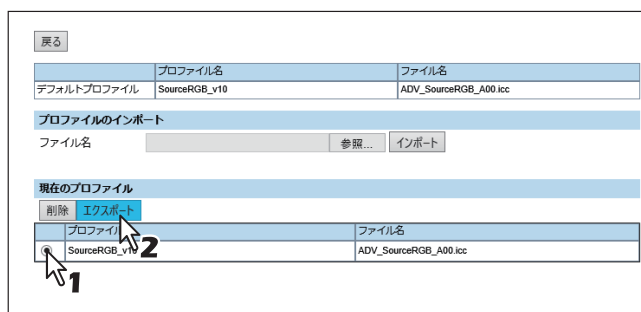 戻る
プロファイル名 ファイル名
デフォルトプロファイル SourceRGB_v10 ADV_SourceRGB_A00.icc
プロファイルのインポート
ファイル名 参照... インポート
現在のプロファイル
削除 エクスポート
プロファイル ファイル名
SourceRGB_v10 ADV_SourceRGB_A00.icc
2
1